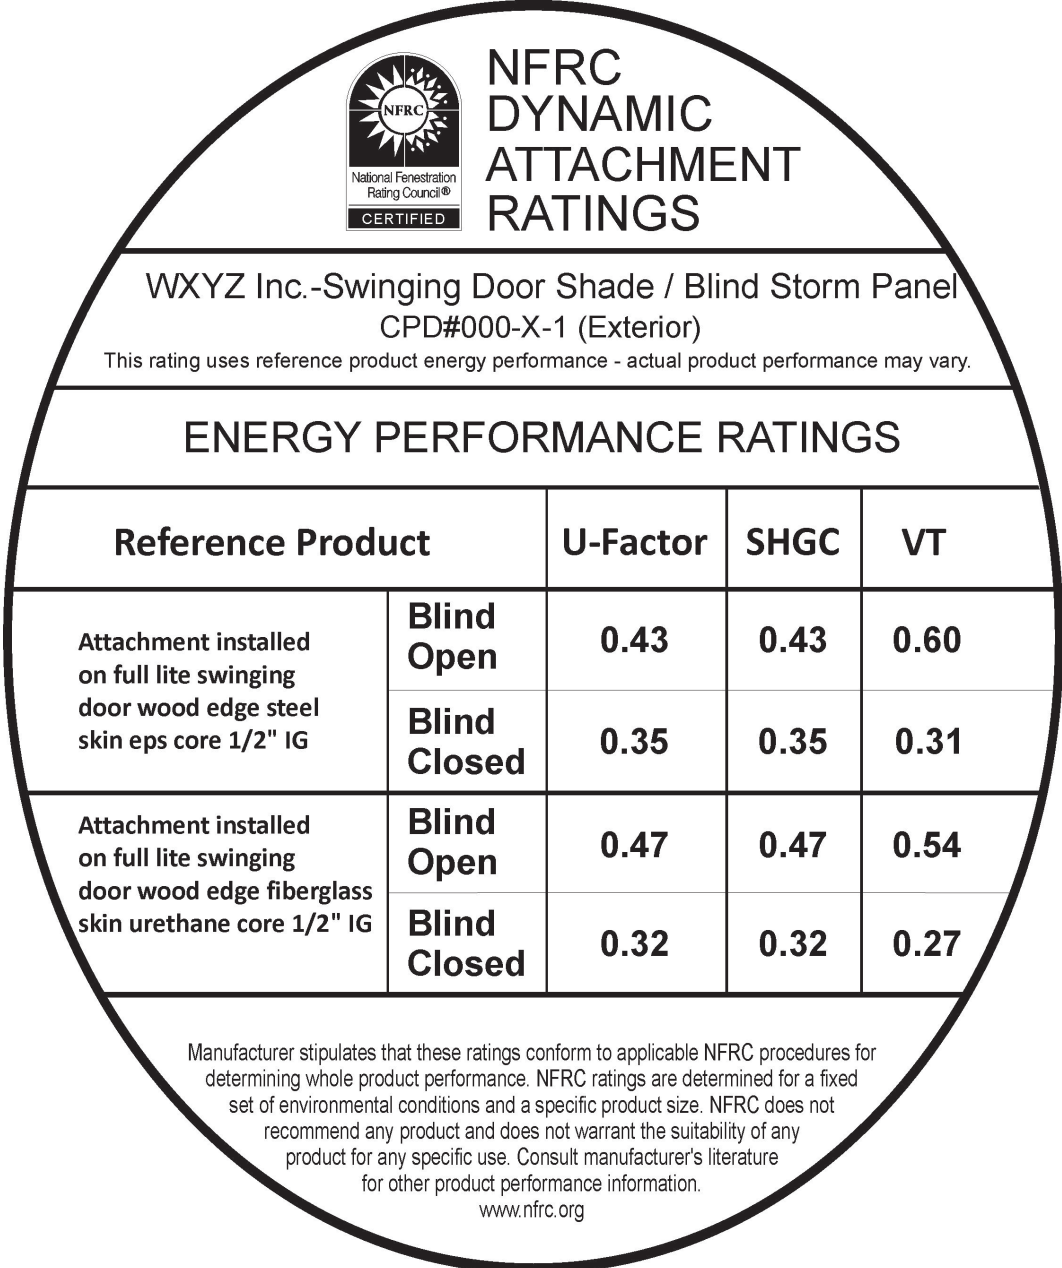 NFRC
National Fenestration
Rating Council®
CERTIFIED
NFRC
DYNAMIC
ATTACHMENT
RATINGS
WXYZ Inc.-Swinging Door Shade / Blind Storm Panel
CPD#000-X-1 (Exterior)
This rating uses reference product energy performance - actual product performance may vary.
ENERGY PERFORMANCE RATINGS
Reference Product U-Factor SHGC VT
Attachment installed
on full lite swinging
door wood edge steel
skin eps core 1/2" IG
Blind
Open
0.43 0.43 0.60
Blind
Closed
0.35 0.35 0.31
Attachment installed
on full lite swinging
door wood edge fiberglass
skin urethane core 1/2" IG
Blind
Open
0.47 0.47 0.54
Blind
Closed
0.32 0.32 0.27
Manufacturer stipulates that these ratings conform to applicable NFRC procedures for
determining whole product performance. NFRC ratings are determined for a fixed
set of environmental conditions and a specific product size. NFRC does not
recommend any product and does not warrant the suitability of any
product for any specific use. Consult manufacturer's literature
for other product performance information.
www.nfrc.org